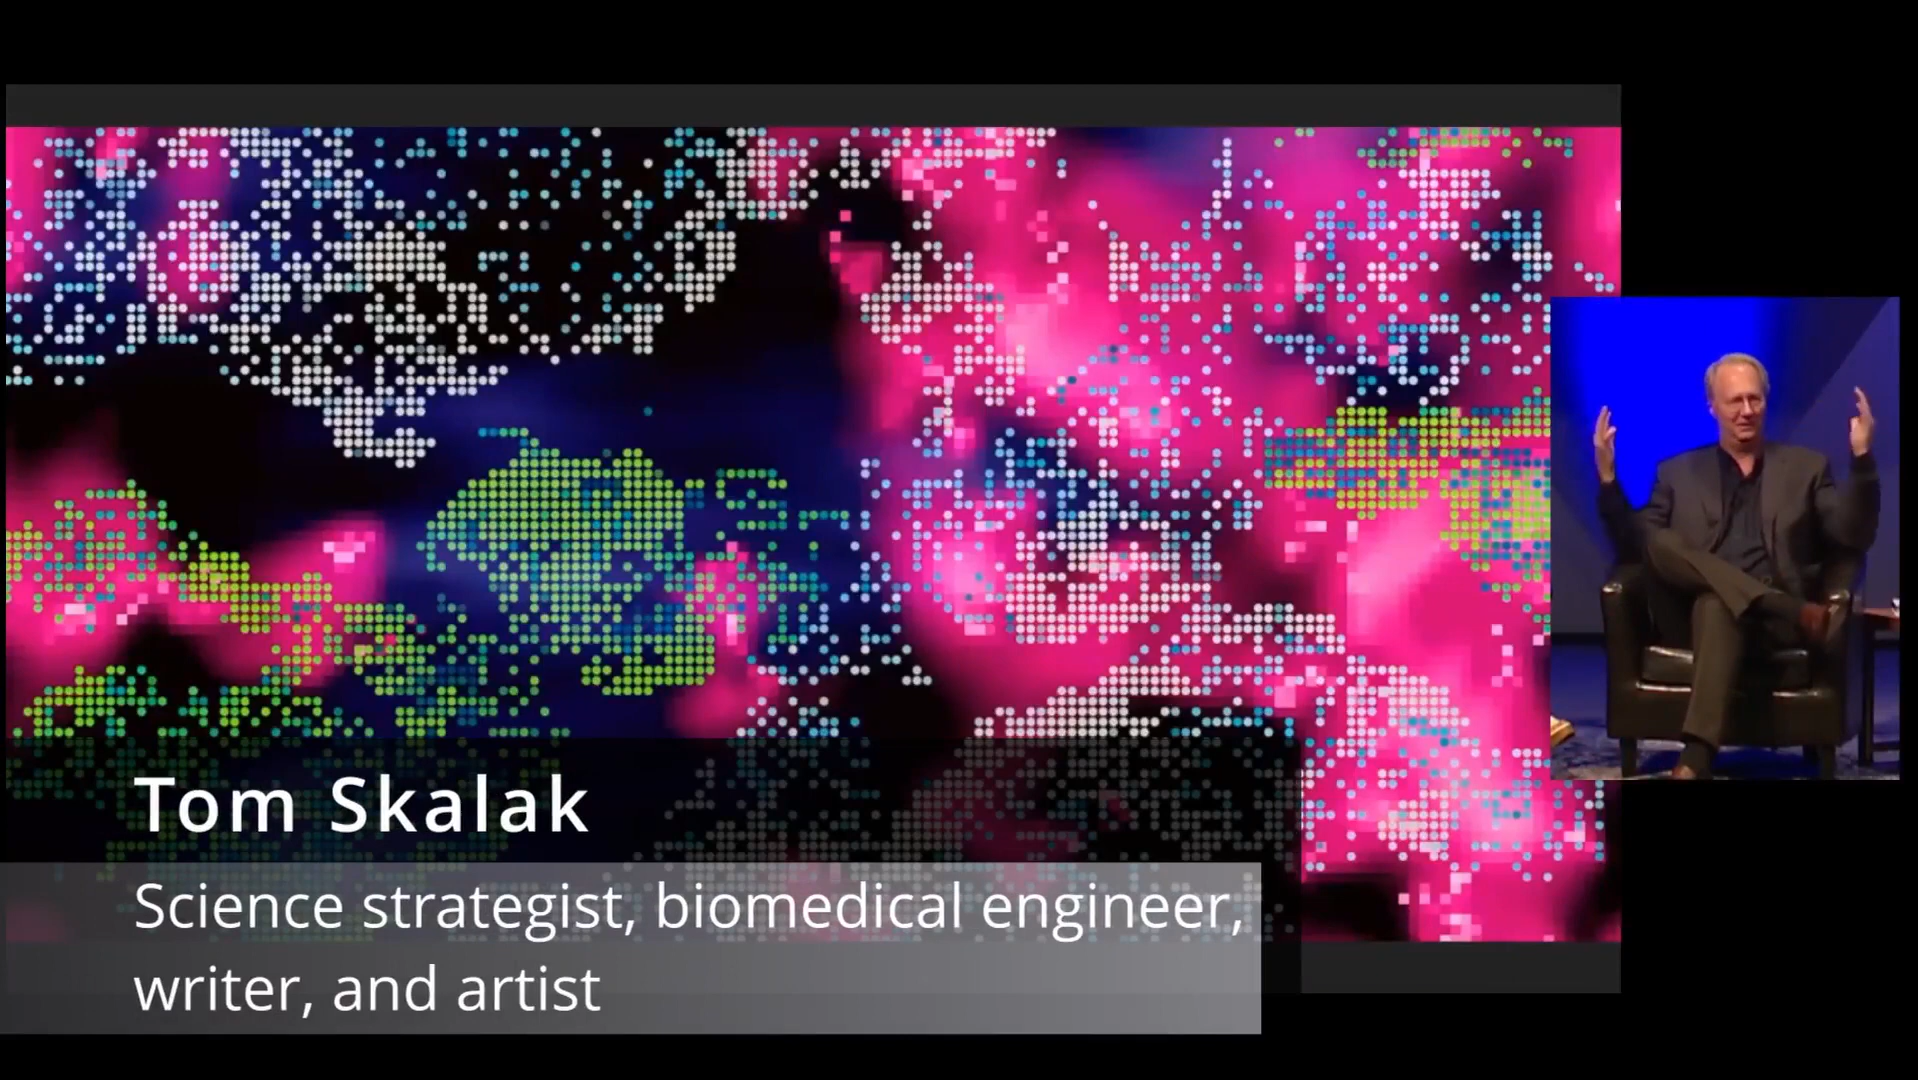 Tom Skalak
Science strategist, biomedical engineer,
writer, and artist